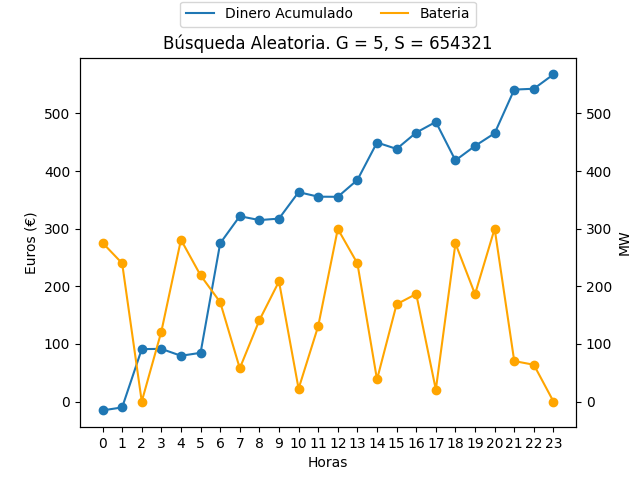 Dinero Acumulado Bateria
Búsqueda Aleatoria. G = 5, S = 654321
500 500
400 400
Euros (€)
300 300
MW
200 200
100 100
0 0
0 1 2 3 4 5 6 7 8 9 10 11 12 13 14 15 16 17 18 19 20 21 22 23
Horas